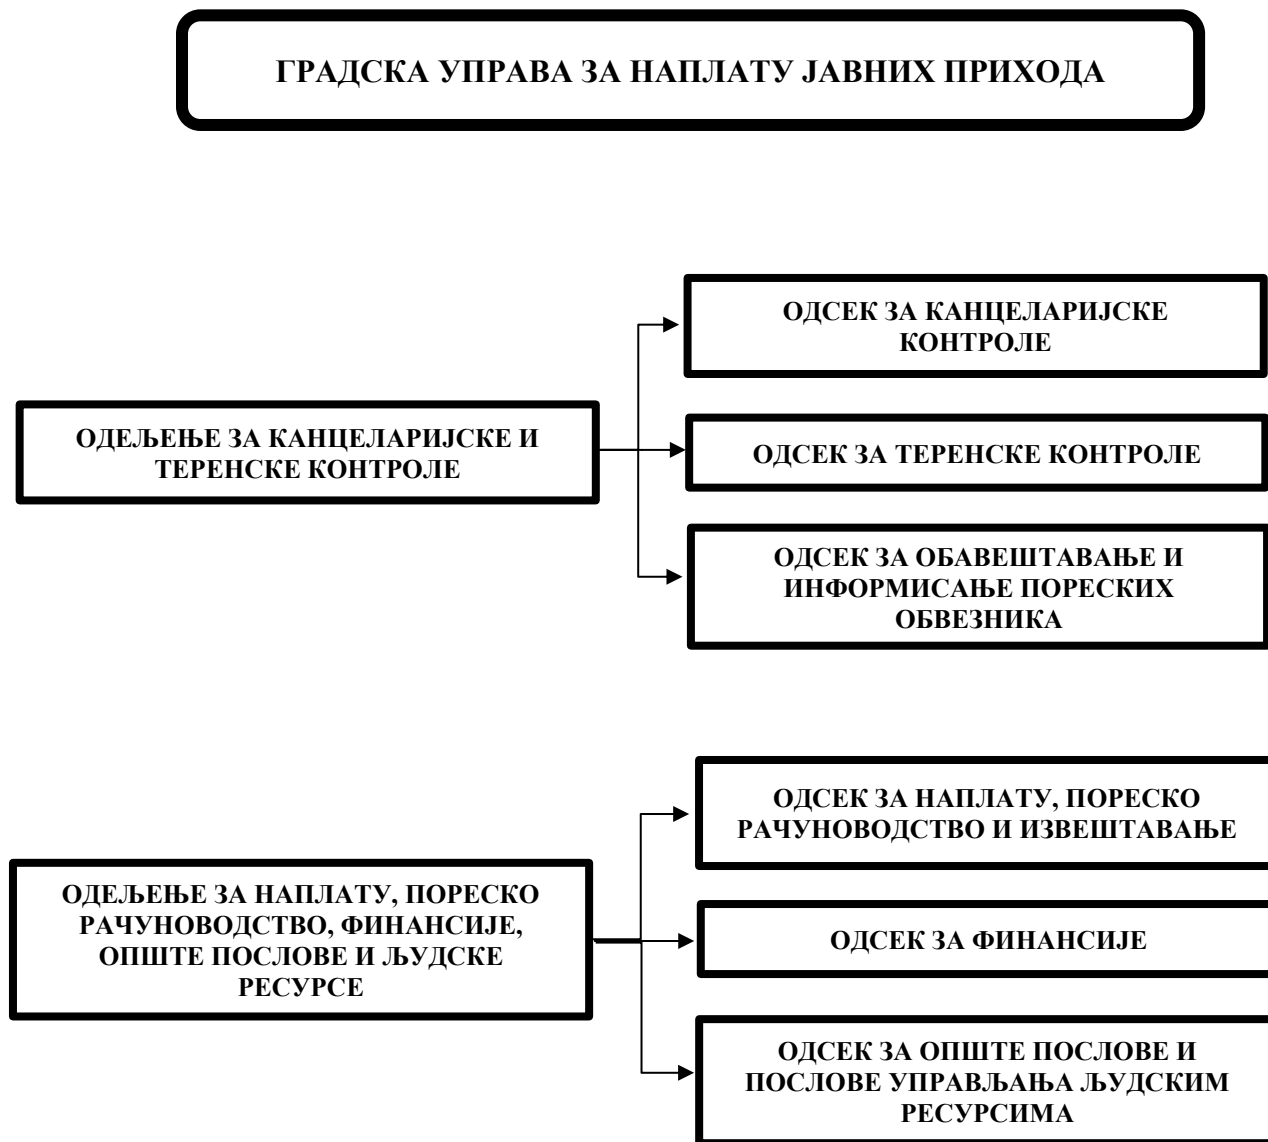 ГРАДСКА УПРАВА ЗА НАПЛАТУ ЈАВНИХ ПРИХОДА
ОДЕЉЕЊЕ ЗА КАНЦЕЛАРИЈСКЕ И
ТЕРЕНСКЕ КОНТРОЛЕ
ОДСЕК ЗА КАНЦЕЛАРИЈСКЕ
КОНТРОЛЕ
ОДСЕК ЗА ТЕРЕНСКЕ КОНТРОЛЕ
ОДСЕК ЗА ОБАВЕШТАВАЊЕ И
ИНФОРМИСАЊЕ ПОРЕСКИХ
ОБВЕЗНИКА
ОДЕЉЕЊЕ ЗА НАПЛАТУ, ПОРЕСКО
РАЧУНОВОДСТВО, ФИНАНСИЈЕ,
ОПШТЕ ПОСЛОВЕ И ЉУДСКЕ
РЕСУРСЕ
ОДСЕК ЗА НАПЛАТУ, ПОРЕСКО
РАЧУНОВОДСТВО И ИЗВЕШТАВАЊЕ
ОДСЕК ЗА ФИНАНСИЈЕ
ОДСЕК ЗА ОПШТЕ ПОСЛОВЕ И
ПОСЛОВЕ УПРАВЉАЊА ЉУДСКИМ
РЕСУРСИМА